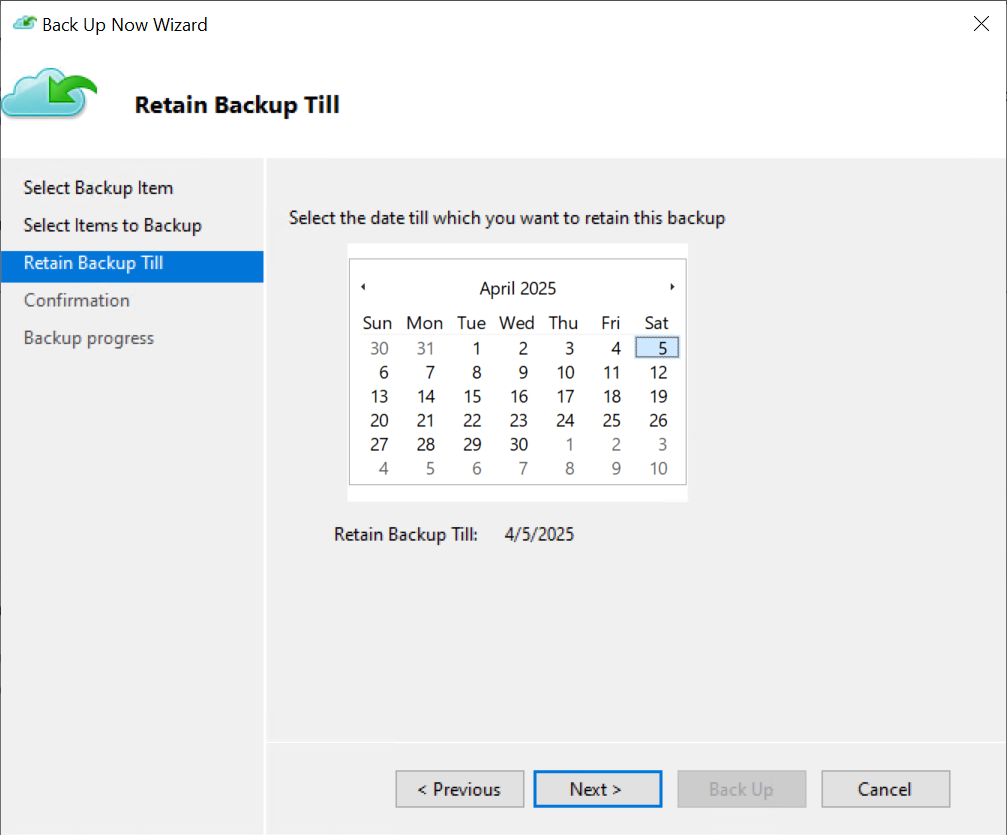 Back Up Now Wizard
Retain Backup Till
Select Backup Item
Select Items to Backup
Retain Backup Till
Confirmation
Backup progress
Select the date till which you want to retain this backup
April 2025
Sun Mon Tue Wed Thu Fri Sat
30 31 1 2 3 4 5
6 7 8 9 10 11 12
13 14 15 16 17 18 19
20 21 22 23 24 25 26
27 28 29 30 1 2 3
4 5 6 7 8 9 10
Retain Backup Till: 4/5/2025
< Previous Next > Back Up Cancel